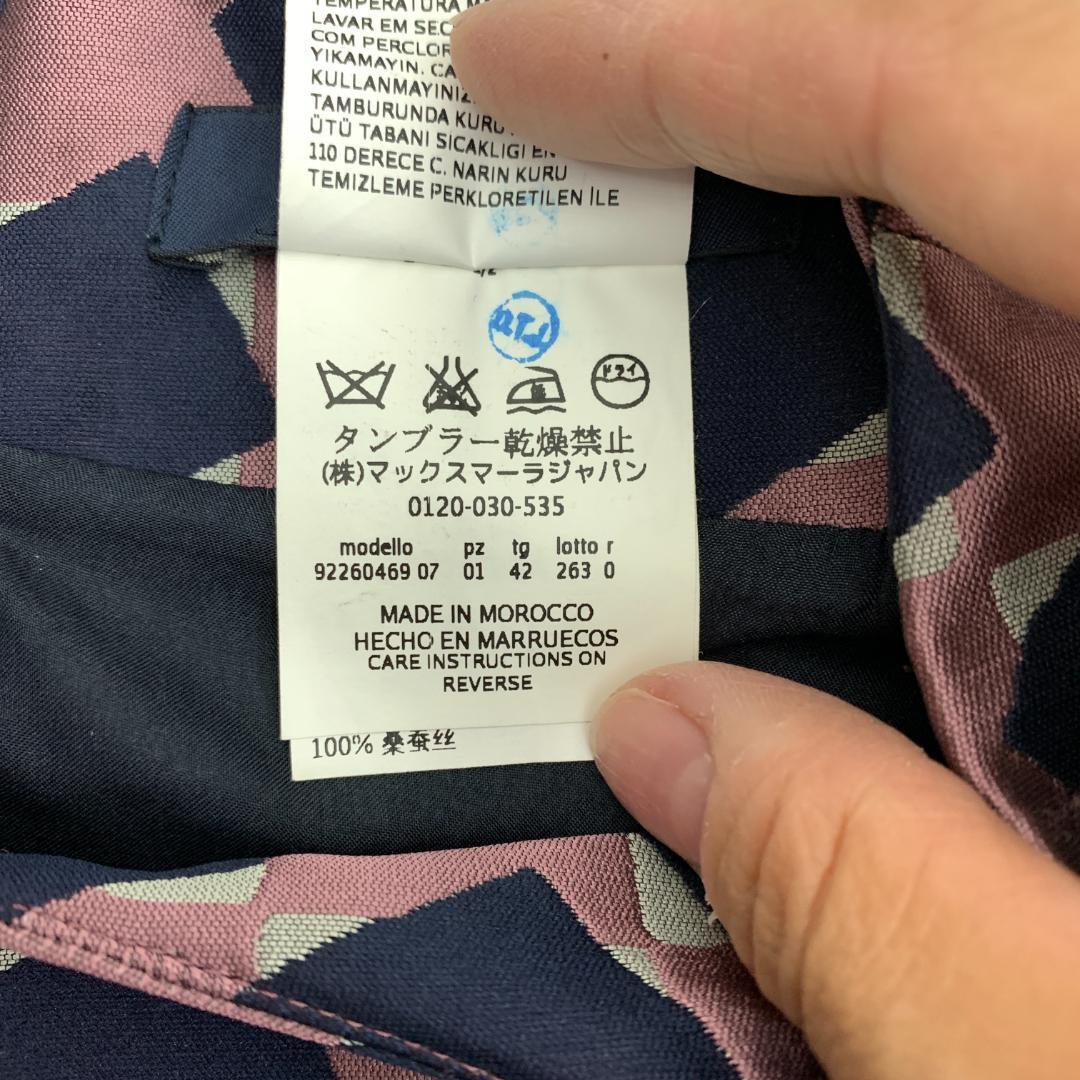 TEMPERATURA
LAVAR EM SEC
COM PERCLOR
YIKAMAYIN. CA
KULLANMAYINIZ.
TAMBURUNDA KURU
ÜTÜ TABANI SICAKLIGI EN
110 DERECE C. NARIN KURU
TEMIZLEME PERKLORETILEN İLE
ドライ
タンブラー乾燥禁止
(株)マックスマーラジャパン
0120-030-535
modello pz tg lotto r
92260469 07 01 42 263 0
MADE IN MOROCCO
HECHO EN MARRUECOS
CARE INSTRUCTIONS ON
REVERSE
100% 桑蚕丝